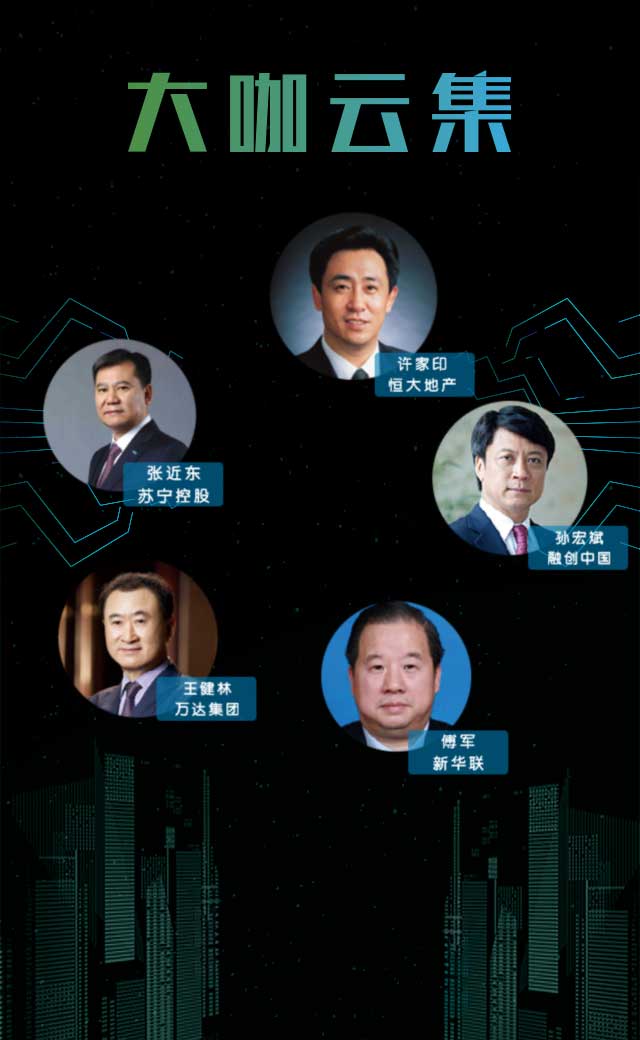 大咖云集
许家印
恒大地产
张近东
苏宁控股
孙宏斌
融创中国
王健林
万达集团
傅军
新华联